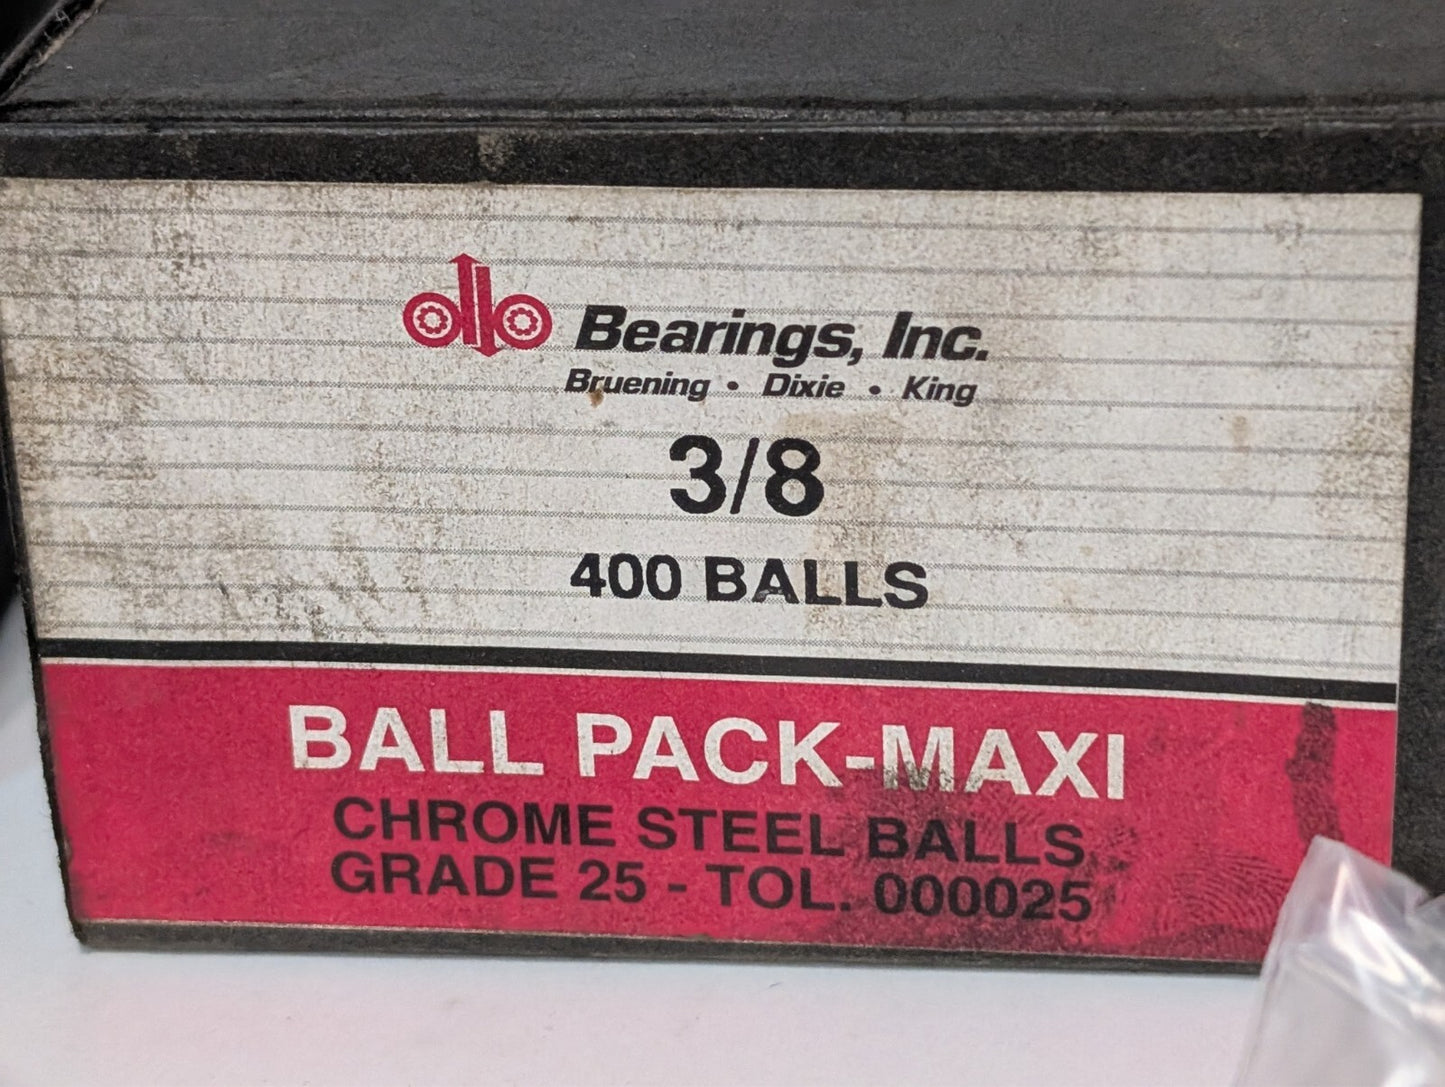 Bearings, Inc.
Bruening • Dixie • King
3/8
400 BALLS
BALL PACK-MAXI
CHROME STEEL BALLS
GRADE 25 - TOL. 000025